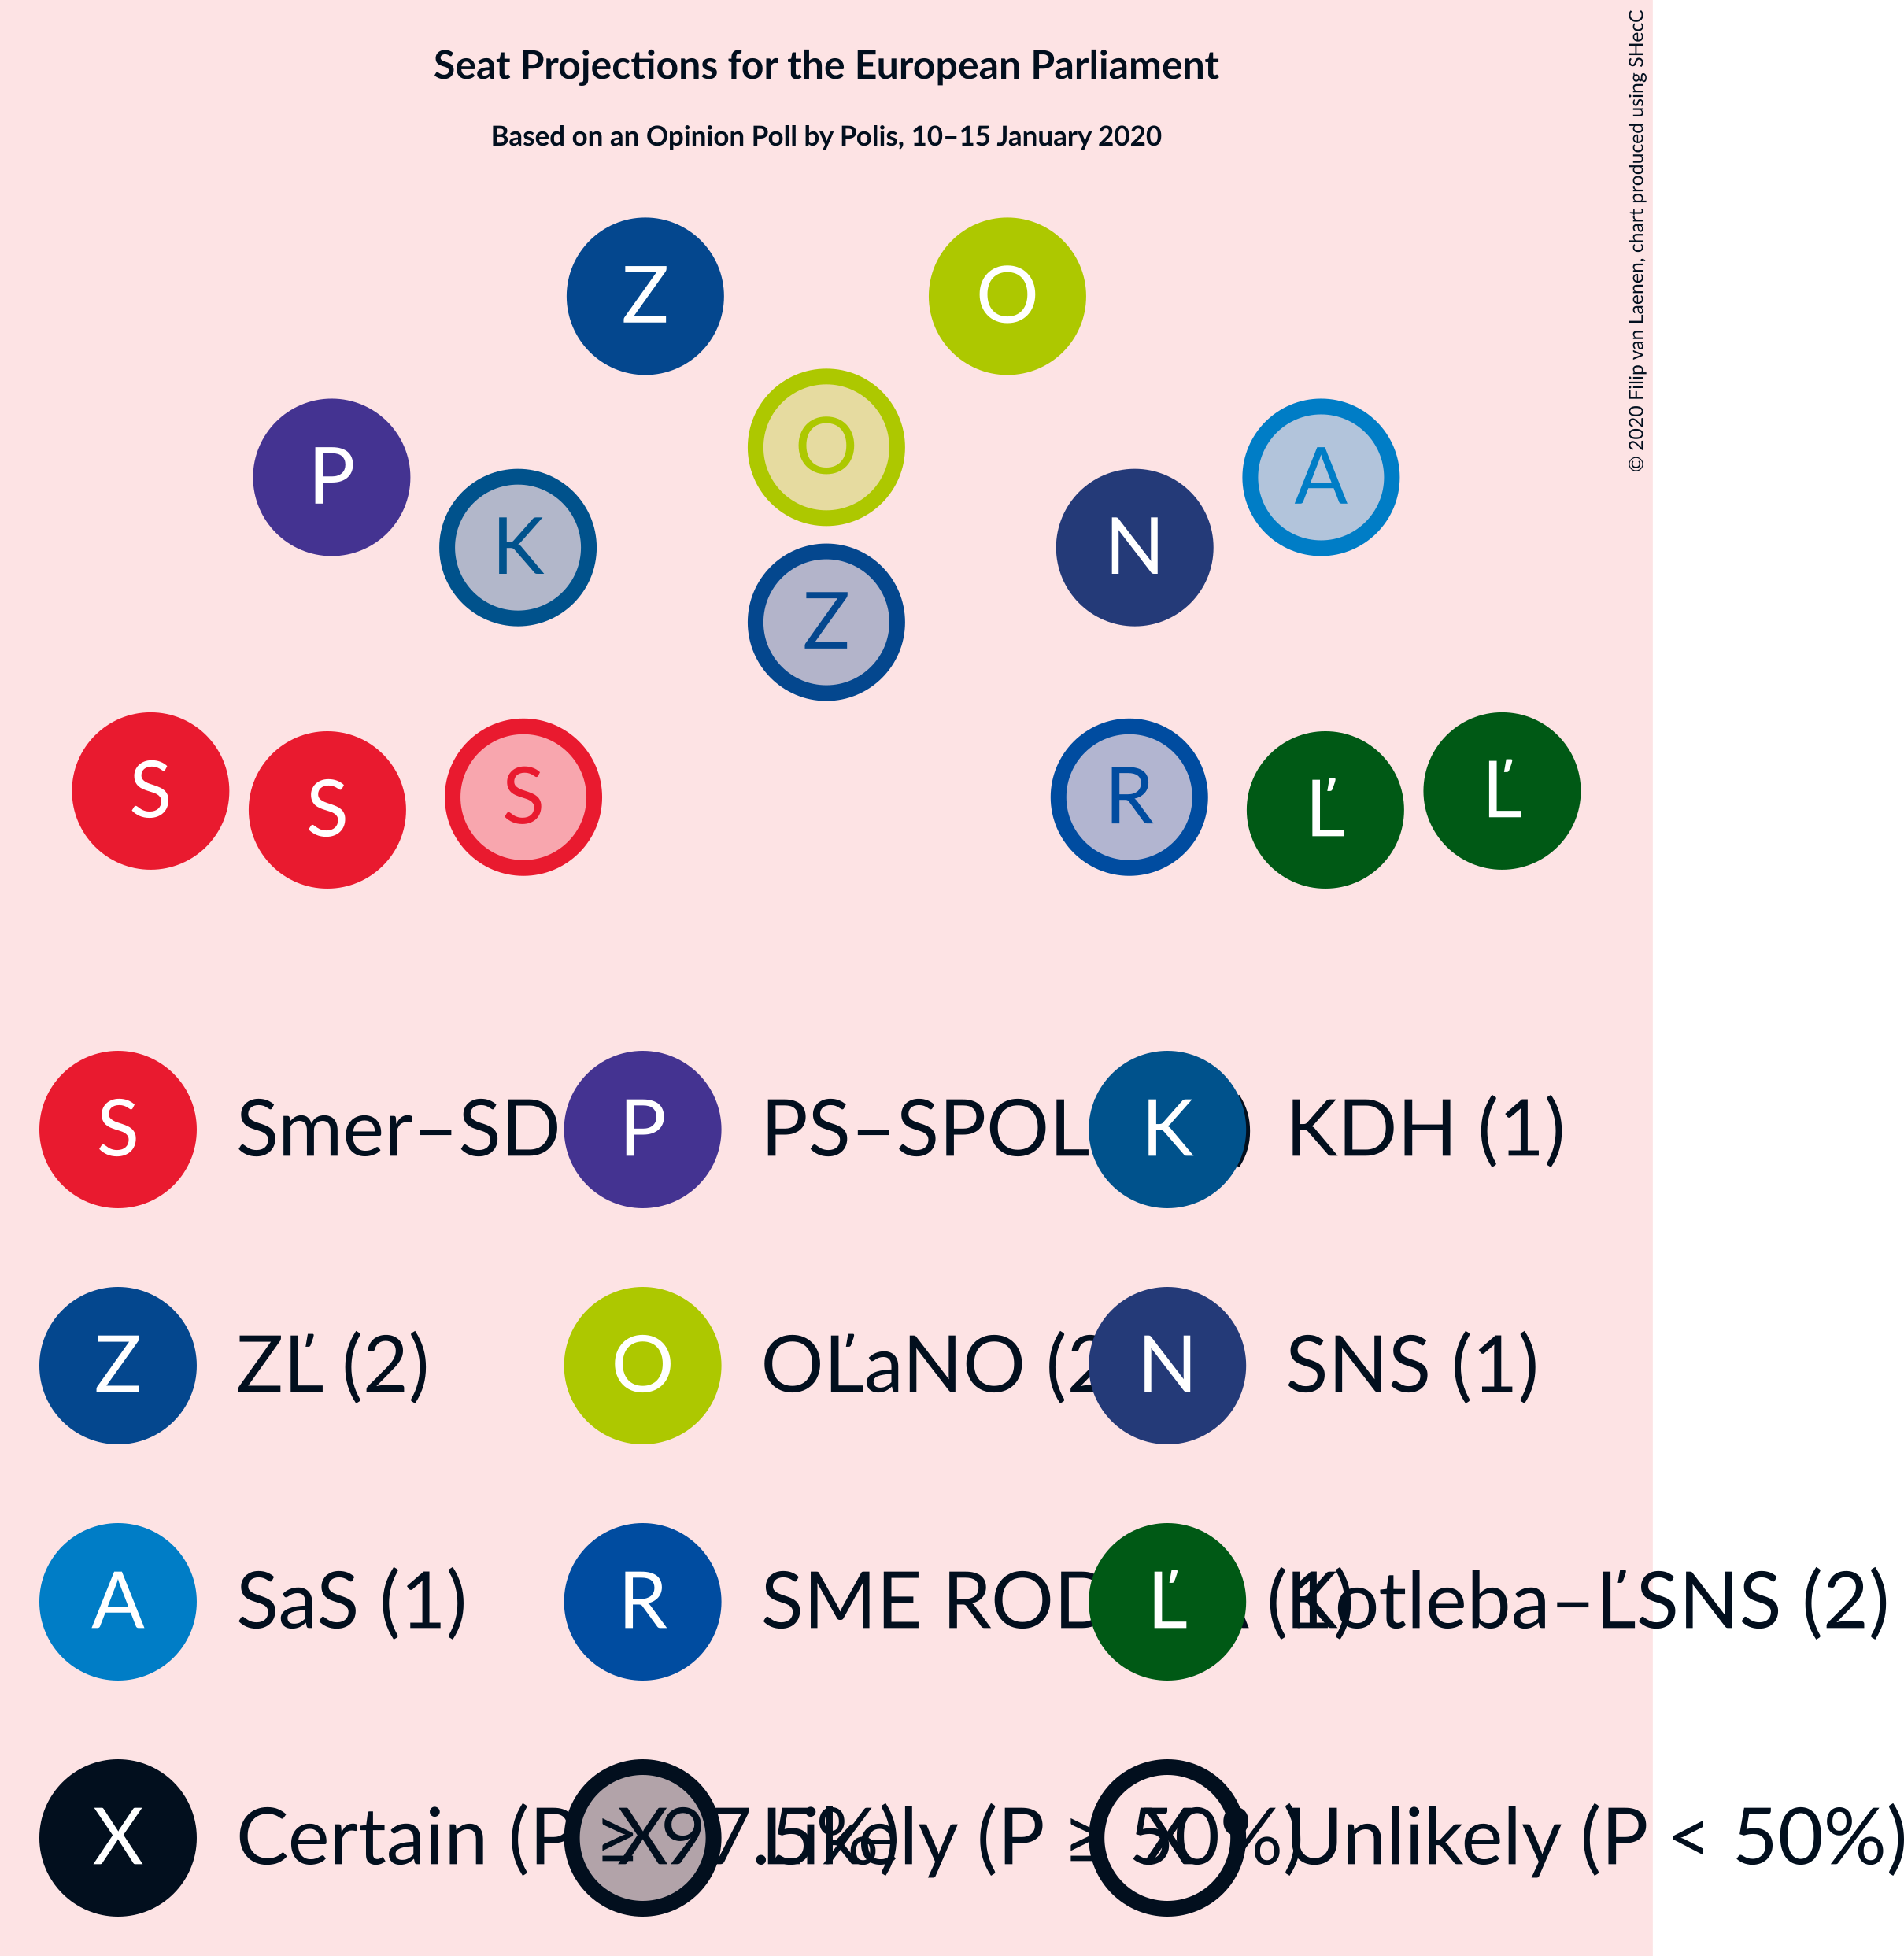 Seat Projections for the European Parliament
Based on an Opinion Poll by Polis, 10–15 January 2020
© 2020 Filip van Laenen, chart produced using SHecC
Z O
P K O N A
Z
S S S R Ľ Ľ
S Smer–SD P PS–SPOL K KDH (1)
Z ZĽ (2) O OĽaNO (2 N SNS (1)
A SaS (1) R SME Ľ Kotleba–ĽSNS (2)
X Certain (P ≥ 97.5%) X Likely (P ≥ 50%) X Unlikely (P < 50%)